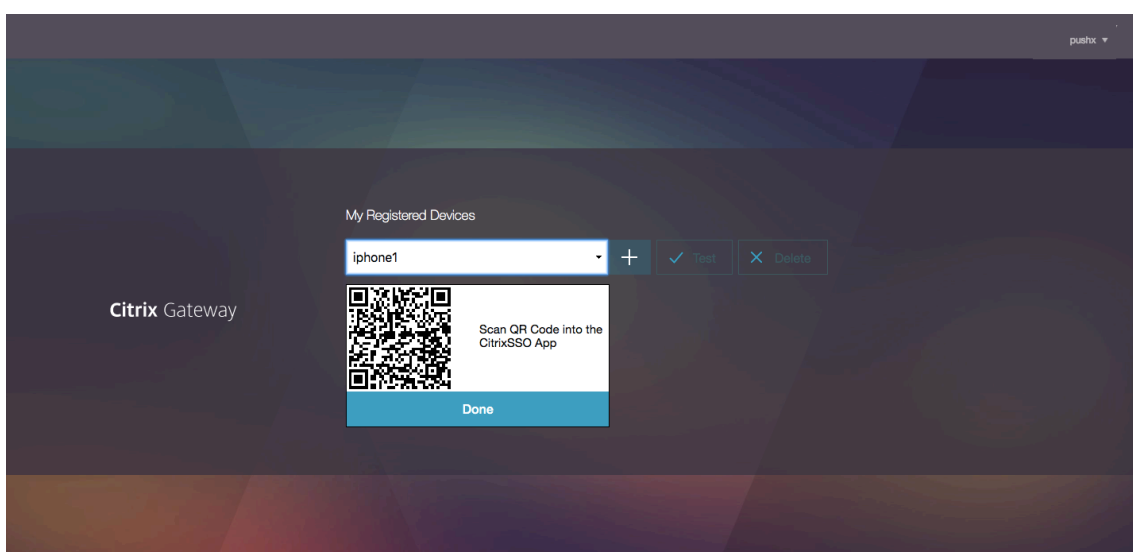 pushx
My Registered Devices
iphone1
Test
Delete
Citrix Gateway
Scan QR Code into the
CitrixSSO App
Done